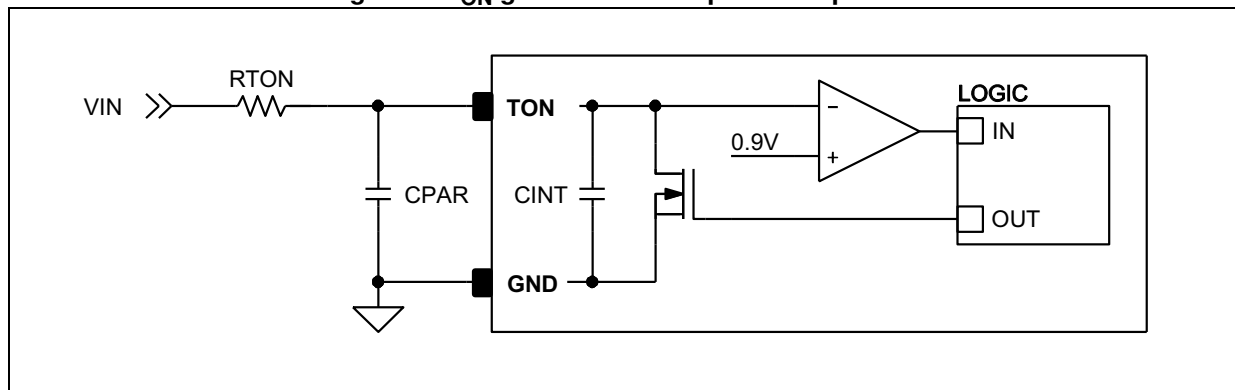 RTON
VIN
TON
LOGIC
IN
0.9V
CPAR
CINT
OUT
GND